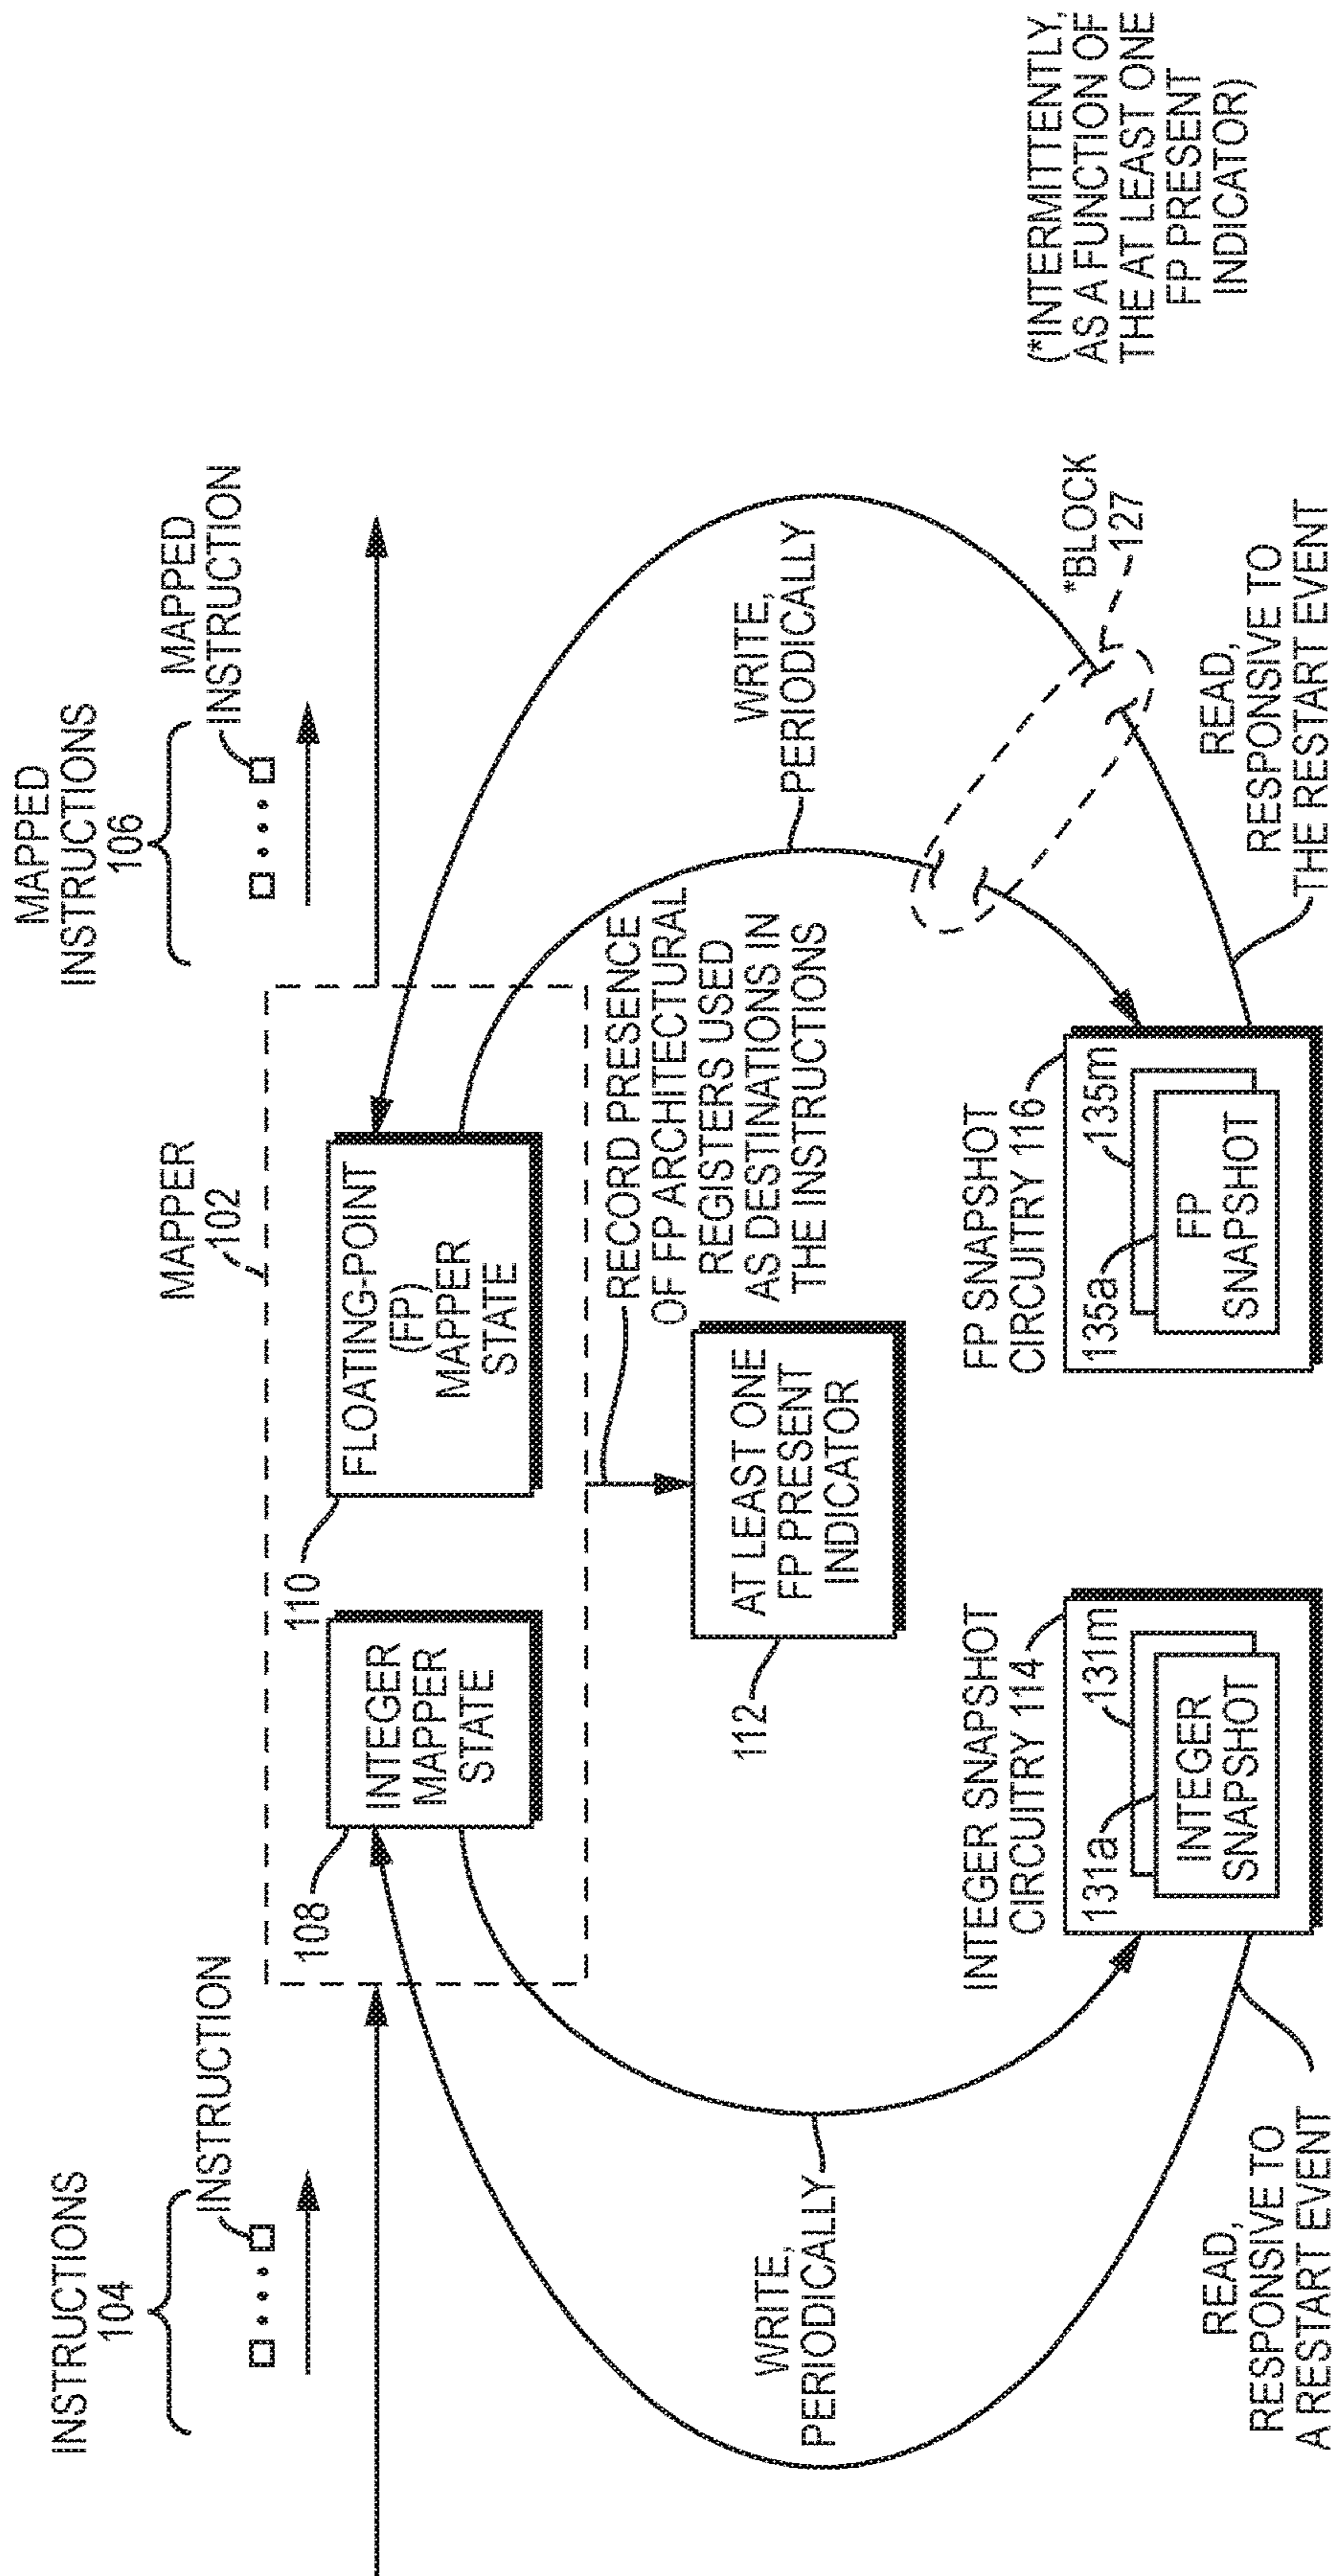 INSTRUCTIONS
104
INSTRUCTION
MAPPED
INSTRUCTIONS
106
MAPPED
INSTRUCTION
MAPPER
102
108
INTEGER
MAPPER
STATE
110
FLOATING-POINT
(FP)
MAPPER
STATE
RECORD PRESENCE
OF FP ARCHITECTURAL
REGISTERS USED
AS DESTINATIONS IN
THE INSTRUCTIONS
112
AT LEAST ONE
FP PRESENT
INDICATOR
WRITE,
PERIODICALLY
WRITE,
PERIODICALLY
INTEGER SNAPSHOT
CIRCUITRY 114
131a
131m
INTEGER
SNAPSHOT
FP SNAPSHOT
CIRCUITRY 116
135a
135m
FP
SNAPSHOT
*BLOCK
127
(*INTERMITTENTLY,
AS A FUNCTION OF
THE AT LEAST ONE
FP PRESENT
INDICATOR)
READ,
RESPONSIVE TO
A RESTART EVENT
READ,
RESPONSIVE TO
THE RESTART EVENT